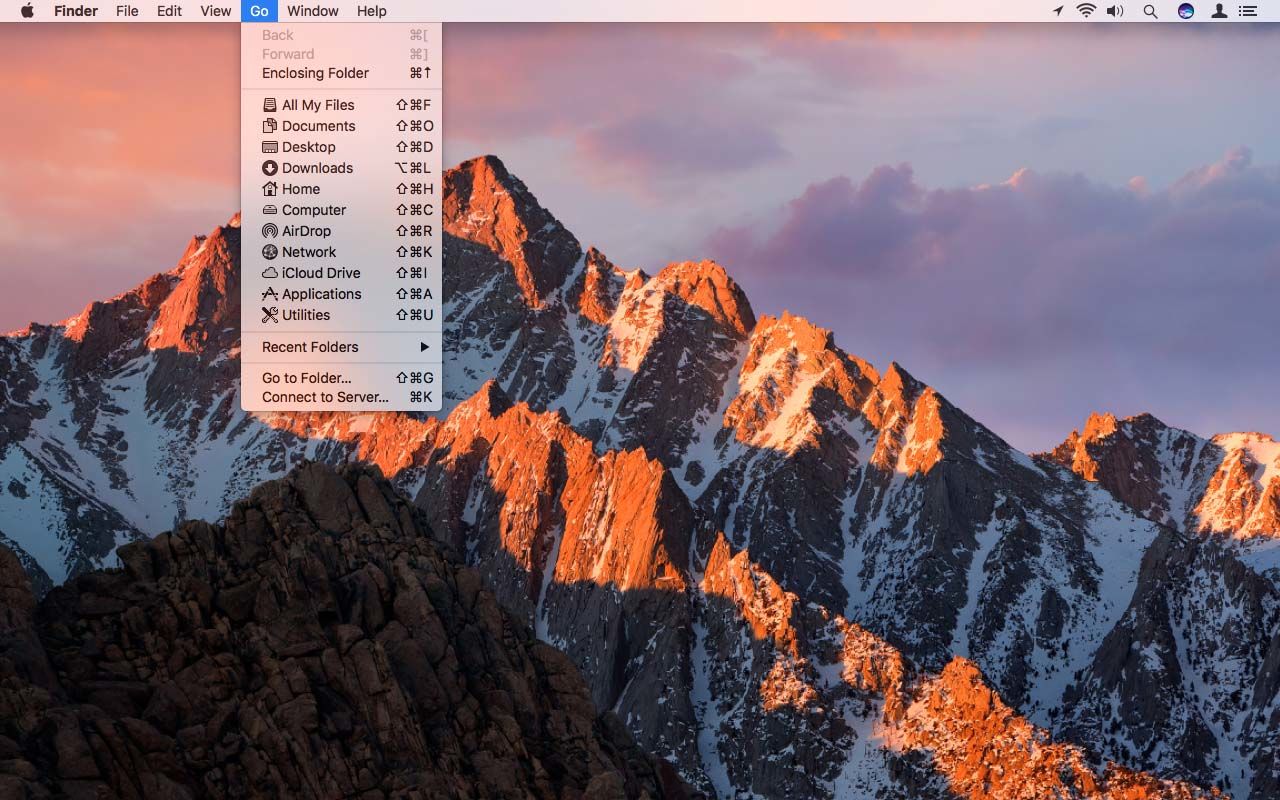 Finder File Edit View Go Window Help
Back ⌘[
Forward ⌘]
Enclosing Folder ⌘↑
All My Files ⇧⌘F
Documents ⇧⌘O
Desktop ⇧⌘D
Downloads ⌥⌘L
Home ⇧⌘H
Computer ⇧⌘C
AirDrop ⇧⌘R
Network ⇧⌘K
iCloud Drive ⇧⌘I
Applications ⇧⌘A
Utilities ⇧⌘U
Recent Folders
Go to Folder... ⇧⌘G
Connect to Server... ⌘K